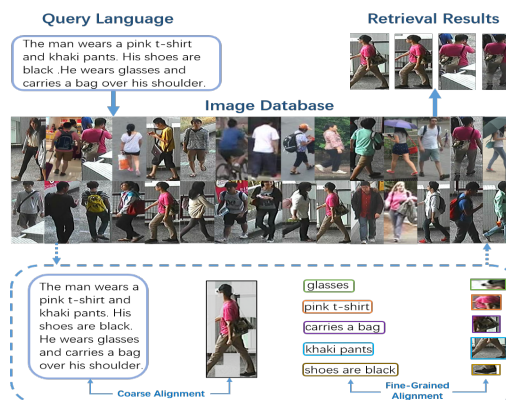 Query Language
Retrieval Results
The man wears a pink t-shirt
and khaki pants. His shoes are
black .He wears glasses and
carries a bag over his shoulder.
Image Database
The man wears a
pink t-shirt and
khaki pants. His
shoes are black.
He wears glasses
and carries a bag
over his shoulder.
glasses
pink t-shirt
carries a bag
khaki pants
shoes are black
Coarse Alignment
Fine-Grained
Alignment